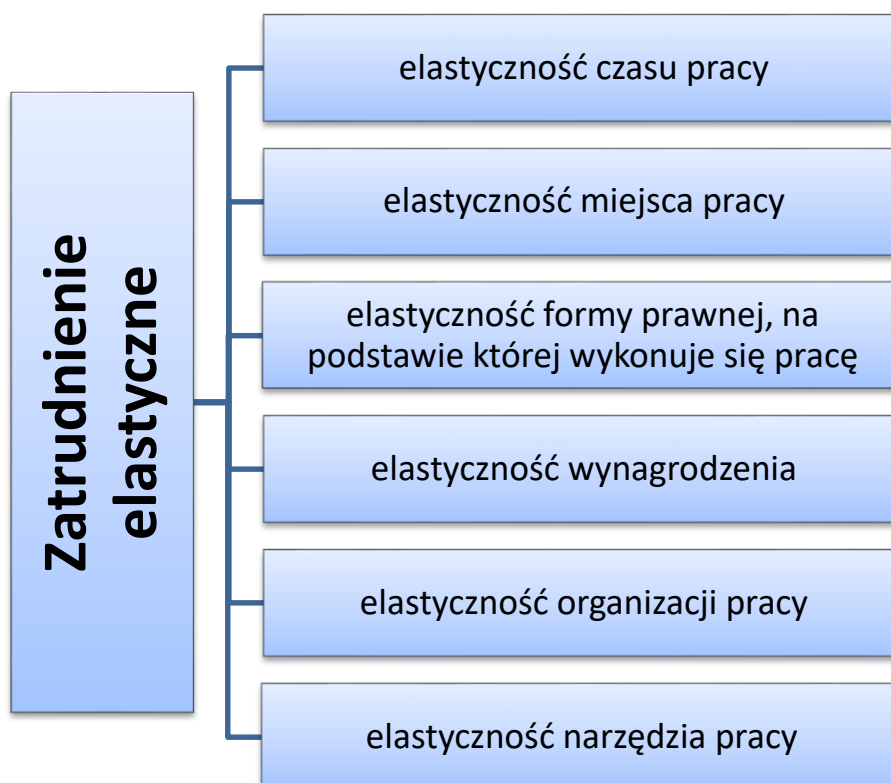 Zatrudnienie
elastyczne
elastyczność czasu pracy
elastyczność miejsca pracy
elastyczność formy prawnej, na
podstawie której wykonuje się pracę
elastyczność wynagrodzenia
elastyczność organizacji pracy
elastyczność narzędzia pracy